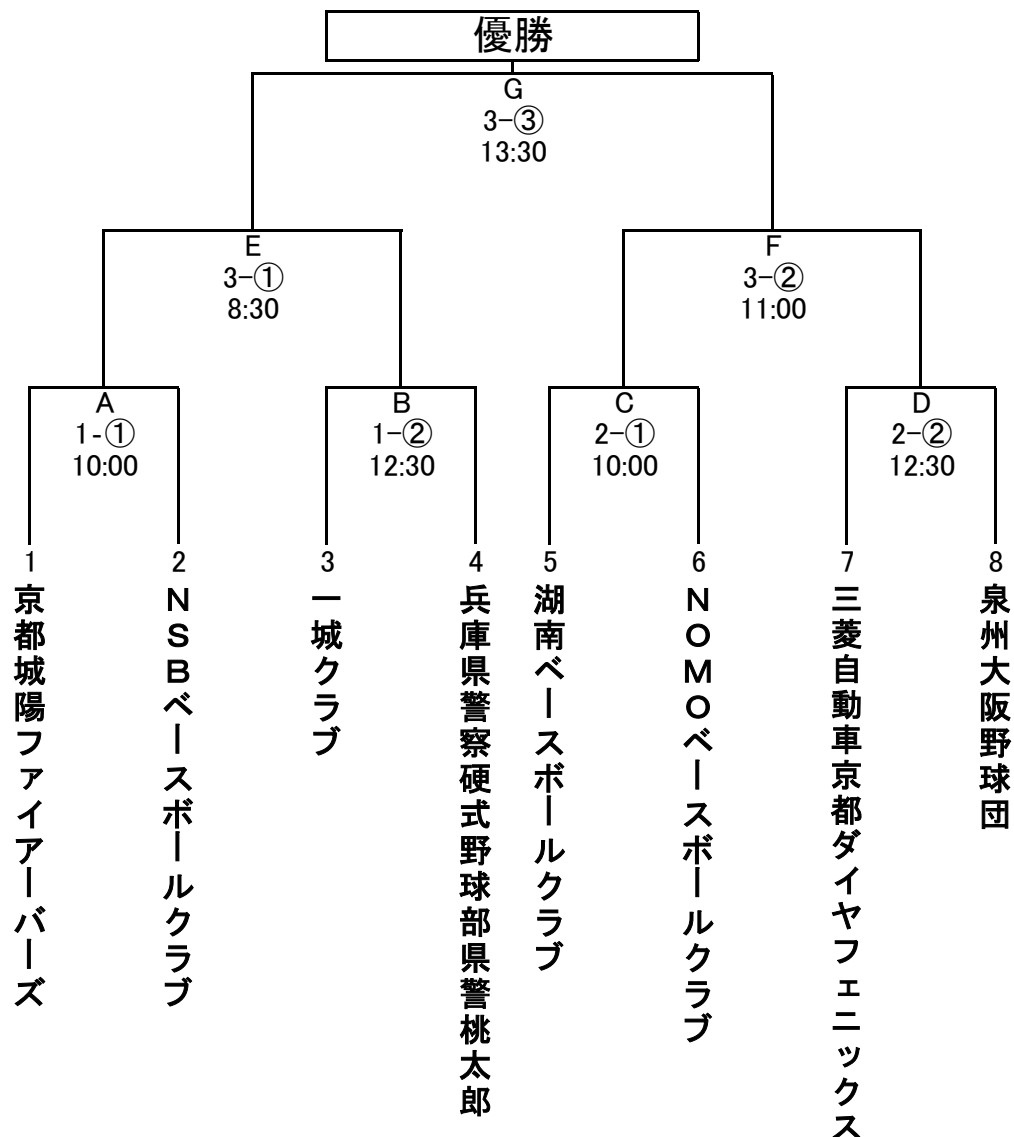 優勝
G
3-③
13:30
E
3-①
8:30
F
3-②
11:00
A
1-①
10:00
B
1-②
12:30
C
2-①
10:00
D
2-②
12:30
1
京都城陽ファイアーバーズ
2
ＮＳＢベースボールクラブ
3
一城クラブ
4
兵庫県警察硬式野球部県警桃太郎
5
湖南ベースボールクラブ
6
ＮＯＭＯベースボールクラブ
7
三菱自動車京都ダイヤフェニックス
8
泉州大阪野球団